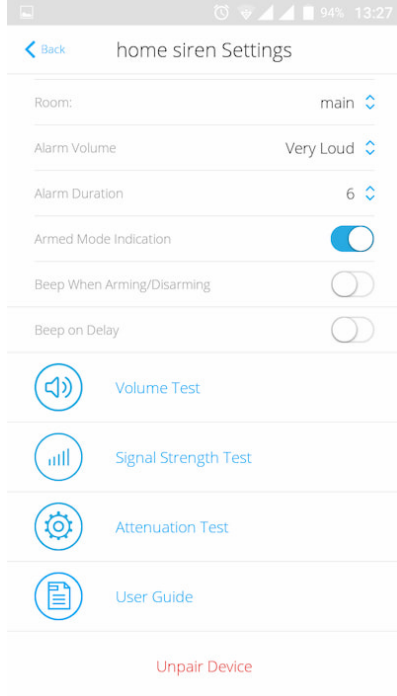 94% 13:27
Back home siren Settings
Room: main
Alarm Volume Very Loud
Alarm Duration 6
Armed Mode Indication
Beep When Arming/Disarming
Beep on Delay
Volume Test
Signal Strength Test
Attenuation Test
User Guide
Unpair Device